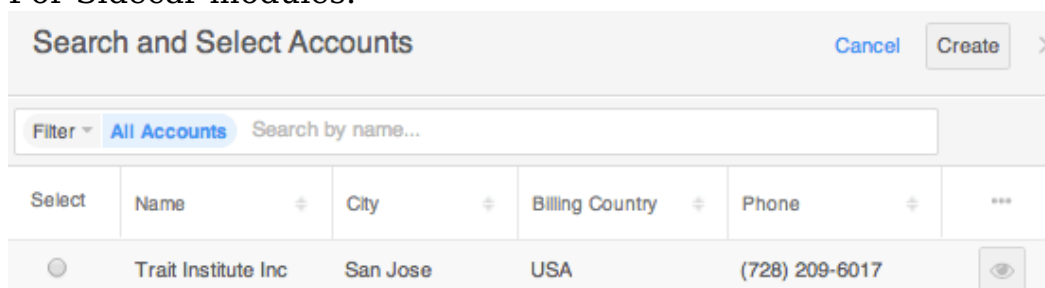 For Sidecar modules:
Search and Select Accounts Cancel Create
Filter All Accounts Search by name...
Select Name City Billing Country Phone
Trait Institute Inc San Jose USA (728) 209-6017